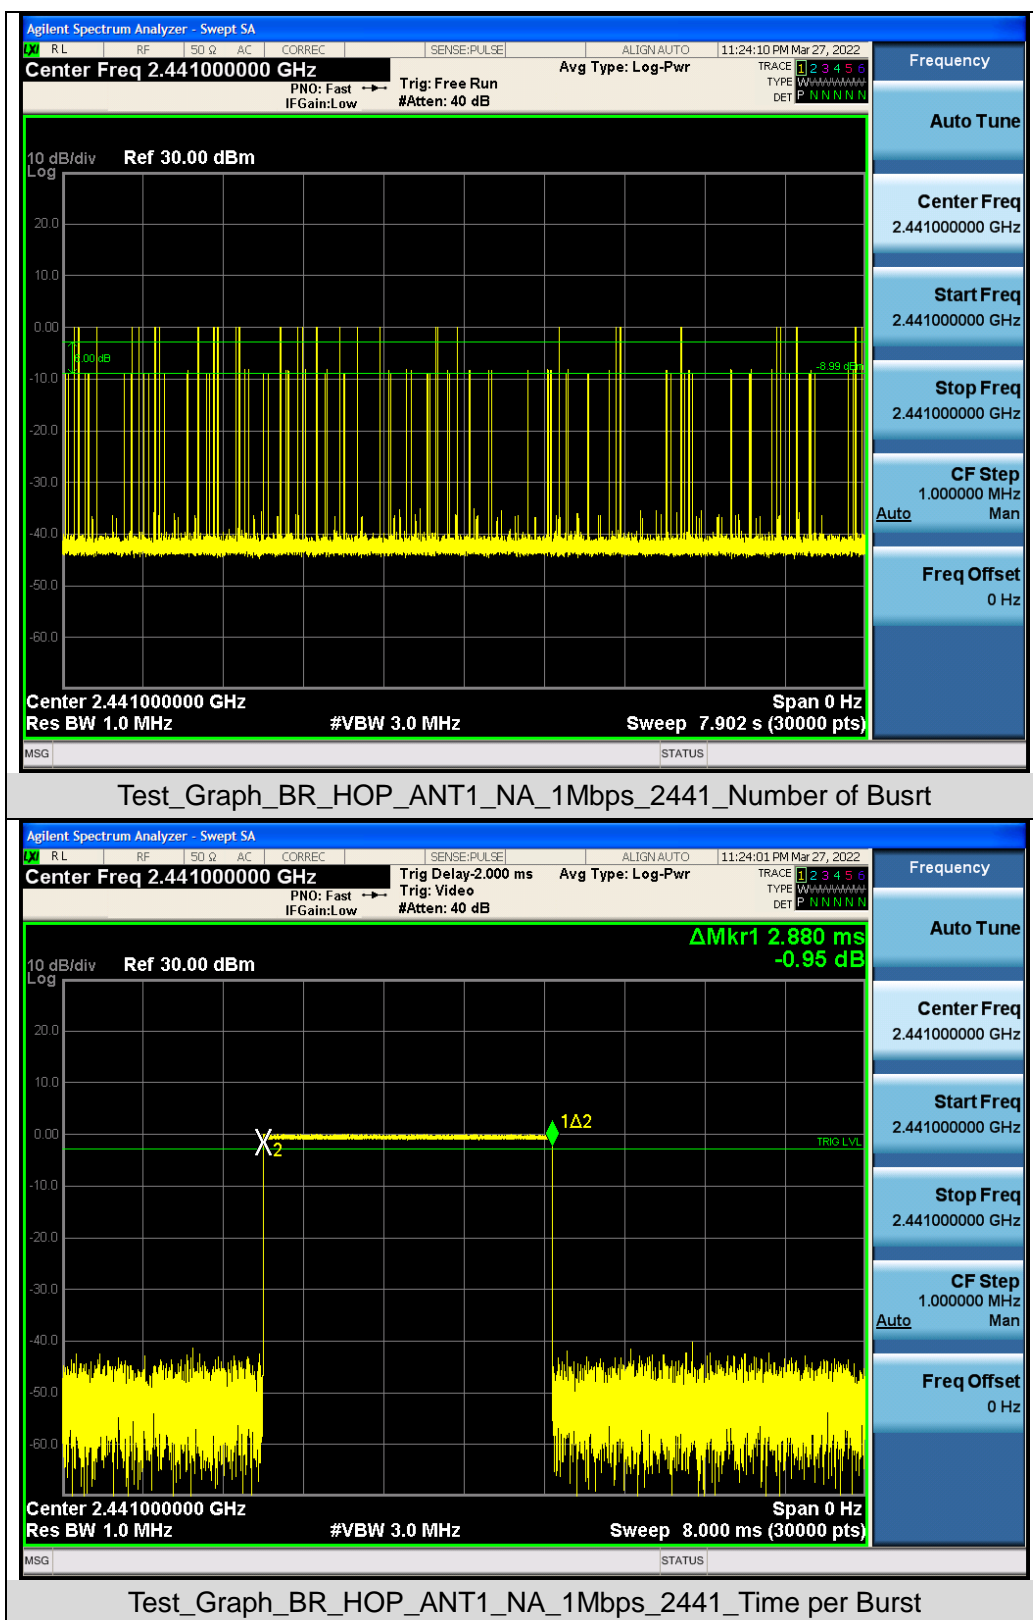 Agilent Spectrum Analyzer - Swept SA
LXI RL RF 50 Ω AC CORREC SENSE:PULSE ALIGN AUTO 11:24:10 PM Mar 27, 2022
Center Freq 2.441000000 GHz
PNO: Fast
IFGain:Low
Trig: Free Run
#Atten: 40 dB
Avg Type: Log-Pwr
TRACE 1 2 3 4 5 6
TYPE WWWWWW
DET P N N N N N
10 dB/div Ref 30.00 dBm
Log
20.0
10.0
0.00
6.00 dB
-8.99 dBm
-10.0
-20.0
-30.0
-40.0
-50.0
-60.0
Center 2.441000000 GHz Span 0 Hz
Res BW 1.0 MHz #VBW 3.0 MHz Sweep 7.902 s (30000 pts)
MSG STATUS
Frequency
Auto Tune
Center Freq
2.441000000 GHz
Start Freq
2.441000000 GHz
Stop Freq
2.441000000 GHz
CF Step
1.000000 MHz
Auto Man
Freq Offset
0 Hz
Test_Graph_BR_HOP_ANT1_NA_1Mbps_2441_Number of Busrt
Agilent Spectrum Analyzer - Swept SA
LXI RL RF 50 Ω AC CORREC SENSE:PULSE ALIGN AUTO 11:24:01 PM Mar 27, 2022
Center Freq 2.441000000 GHz
PNO: Fast
IFGain:Low
Trig Delay-2.000 ms
Trig: Video
#Atten: 40 dB
Avg Type: Log-Pwr
TRACE 1 2 3 4 5 6
TYPE WWWWWW
DET P N N N N N
ΔMkr1 2.880 ms
-0.95 dB
10 dB/div Ref 30.00 dBm
Log
20.0
10.0
1Δ2
0.00
2
TRIG LVL
-10.0
-20.0
-30.0
-40.0
-50.0
-60.0
Center 2.441000000 GHz Span 0 Hz
Res BW 1.0 MHz #VBW 3.0 MHz Sweep 8.000 ms (30000 pts)
MSG STATUS
Frequency
Auto Tune
Center Freq
2.441000000 GHz
Start Freq
2.441000000 GHz
Stop Freq
2.441000000 GHz
CF Step
1.000000 MHz
Auto Man
Freq Offset
0 Hz
Test_Graph_BR_HOP_ANT1_NA_1Mbps_2441_Time per Burst